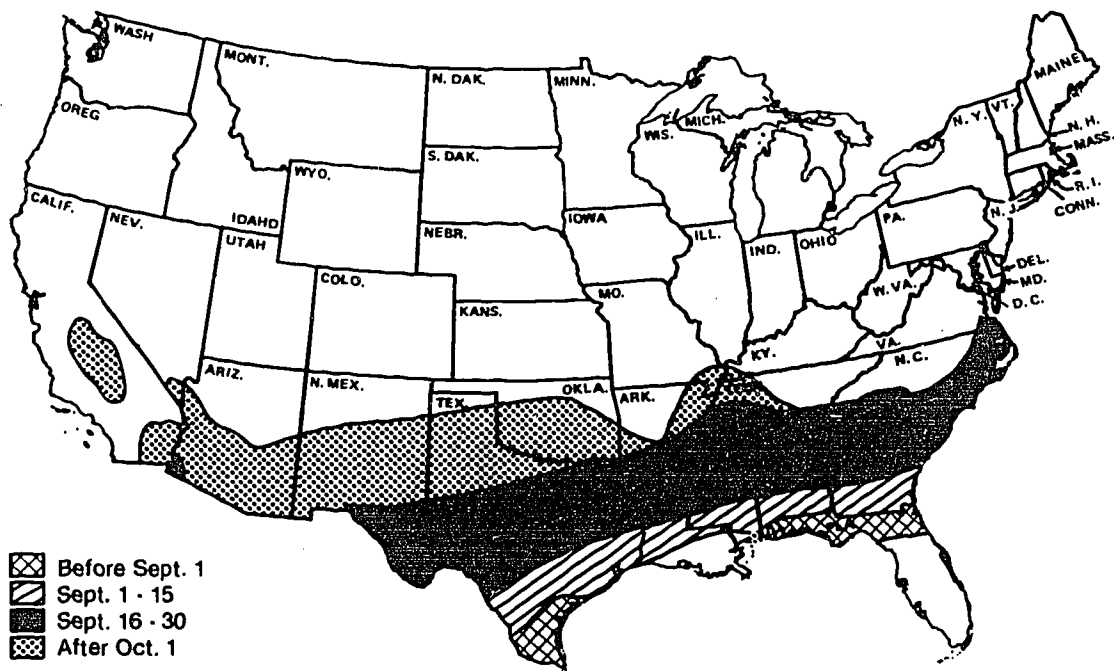 WASH
MONT.
N. DAK.
MINN.
MAINE
OREG
S. DAK.
WIS.
MICH.
N. Y.
VT.
N. H.
MASS.
WYO.
R. I.
CONN.
CALIF.
NEV.
IDAHD
UTAH
NEBR.
IOWA
ILL.
IND.
OHIO
PA.
N. J.
COLO.
KANS.
MO.
W. VA.
DEL.
MD.
D. C.
KY.
VA.
N. C.
ARIZ.
N. MEX.
TEX.
OKLA.
ARK.
Before Sept. 1
Sept. 1 - 15
Sept. 16 - 30
After Oct. 1